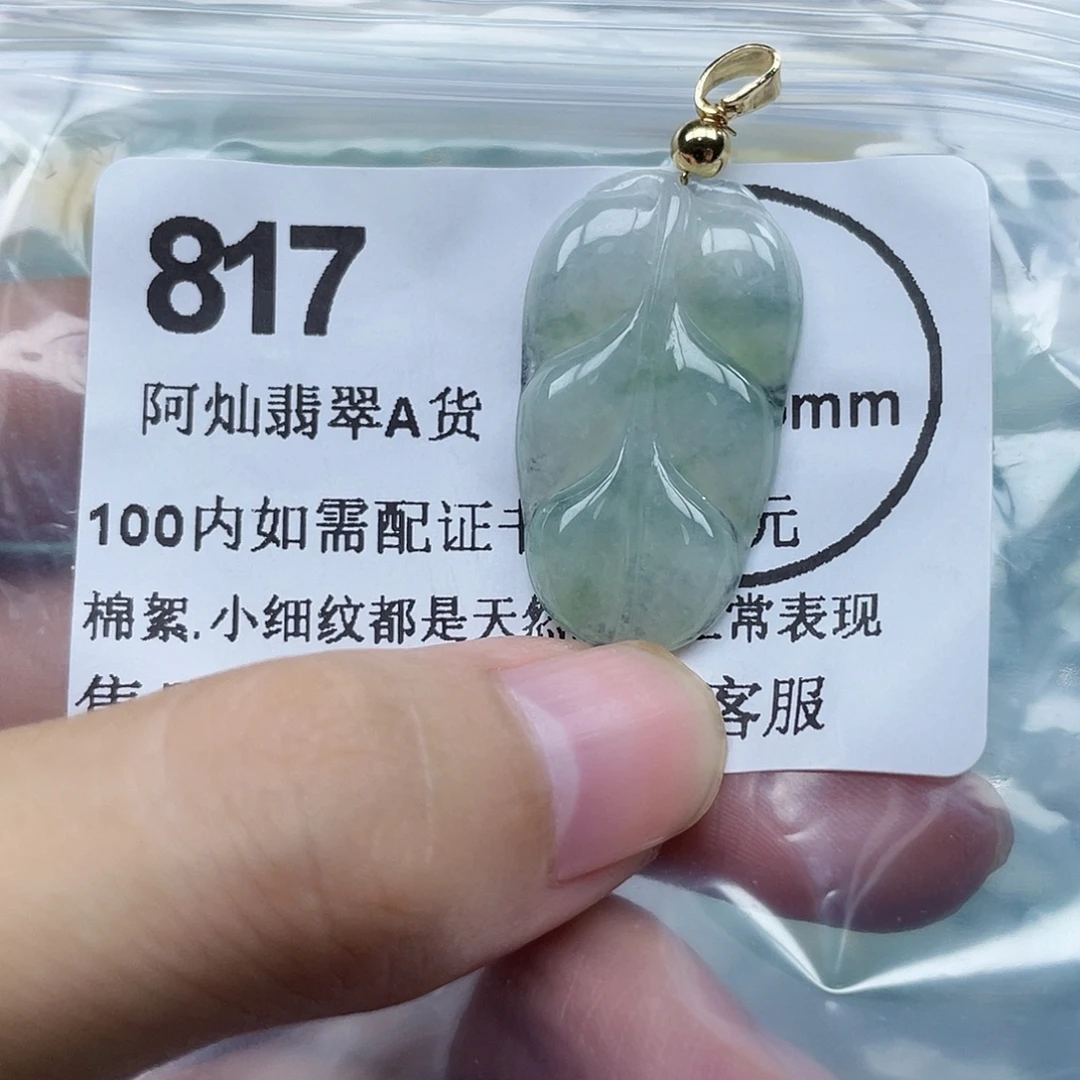 817
阿灿翡翠A货 mm
100内如需配证 元
棉絮.小细纹都是天然 常表现
客服